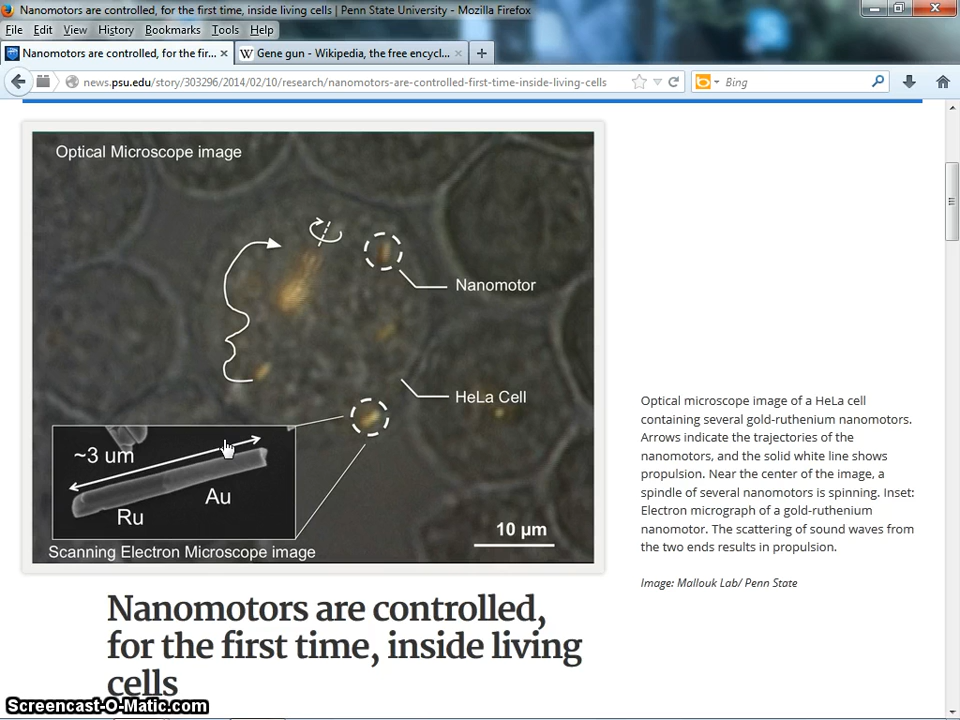 Nanomotors are controlled, for the first time, inside living cells | Penn State University - Mozilla Firefox
File Edit View History Bookmarks Tools Help
Nanomotors are controlled, for the fir... × W Gene gun - Wikipedia, the free encycl... × +
news.psu.edu/story/303296/2014/02/10/research/nanomotors-are-controlled-first-time-inside-living-cells Bing
Optical Microscope image
Nanomotor
HeLa Cell
~3 um
Au
Ru
10 µm
Scanning Electron Microscope image
Optical microscope image of a HeLa cell
containing several gold-ruthenium nanomotors.
Arrows indicate the trajectories of the
nanomotors, and the solid white line shows
propulsion. Near the center of the image, a
spindle of several nanomotors is spinning. Inset:
Electron micrograph of a gold-ruthenium
nanomotor. The scattering of sound waves from
the two ends results in propulsion.
Image: Mallouk Lab/ Penn State
Nanomotors are controlled,
for the first time, inside living
cells
Screencast-O-Matic.com